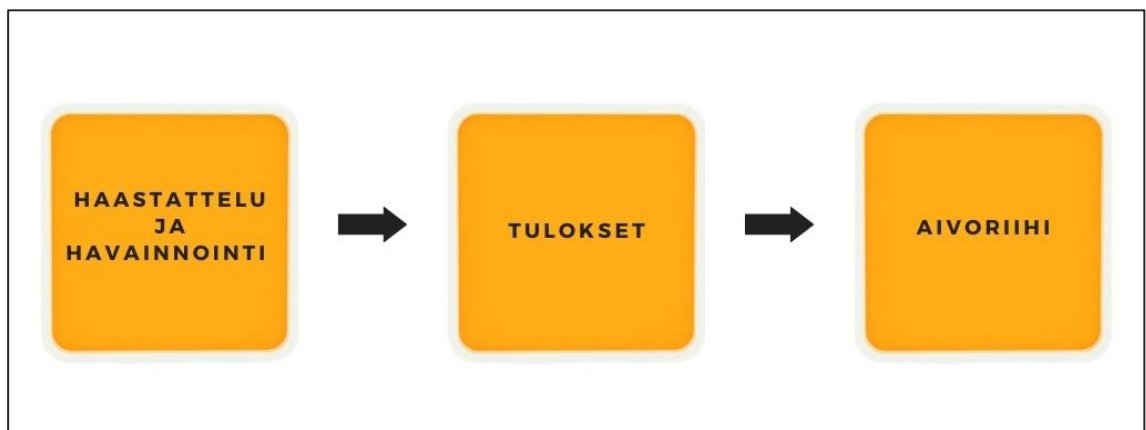 HAASTATTELU
JA
HAVAINNOINTI
TULOKSET
AIVORIIHI